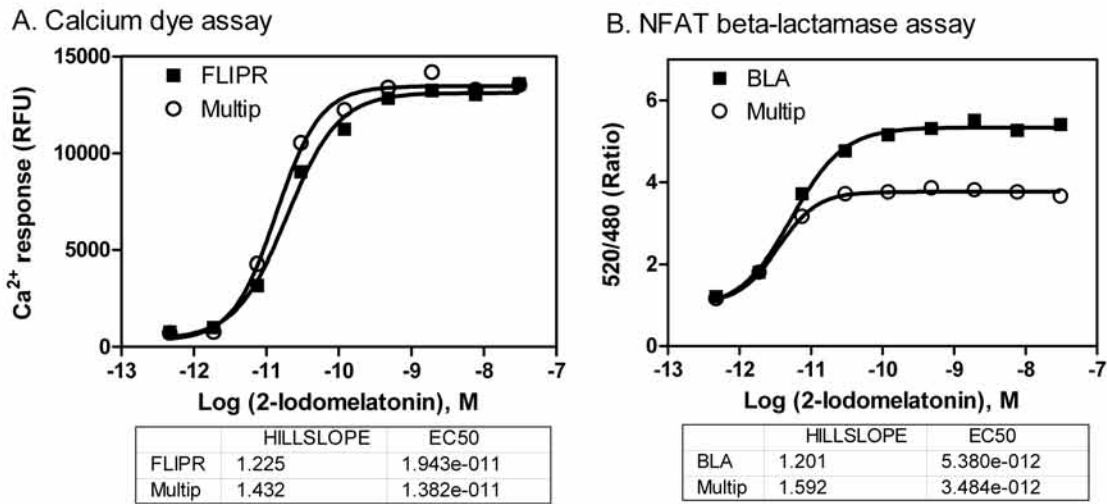 A. Calcium dye assay
Ca2+ response (RFU)
15000
10000
5000
0
FLIPR
Multip
-13 -12 -11 -10 -9 -8 -7
Log (2-Iodomelatonin), M
HILLSLOPE EC50
FLIPR 1.225 1.943e-011
Multip 1.432 1.382e-011
B. NFAT beta-lactamase assay
520/480 (Ratio)
6
4
2
0
BLA
Multip
-13 -12 -11 -10 -9 -8 -7
Log (2-Iodomelatonin), M
HILLSLOPE EC50
BLA 1.201 5.380e-012
Multip 1.592 3.484e-012